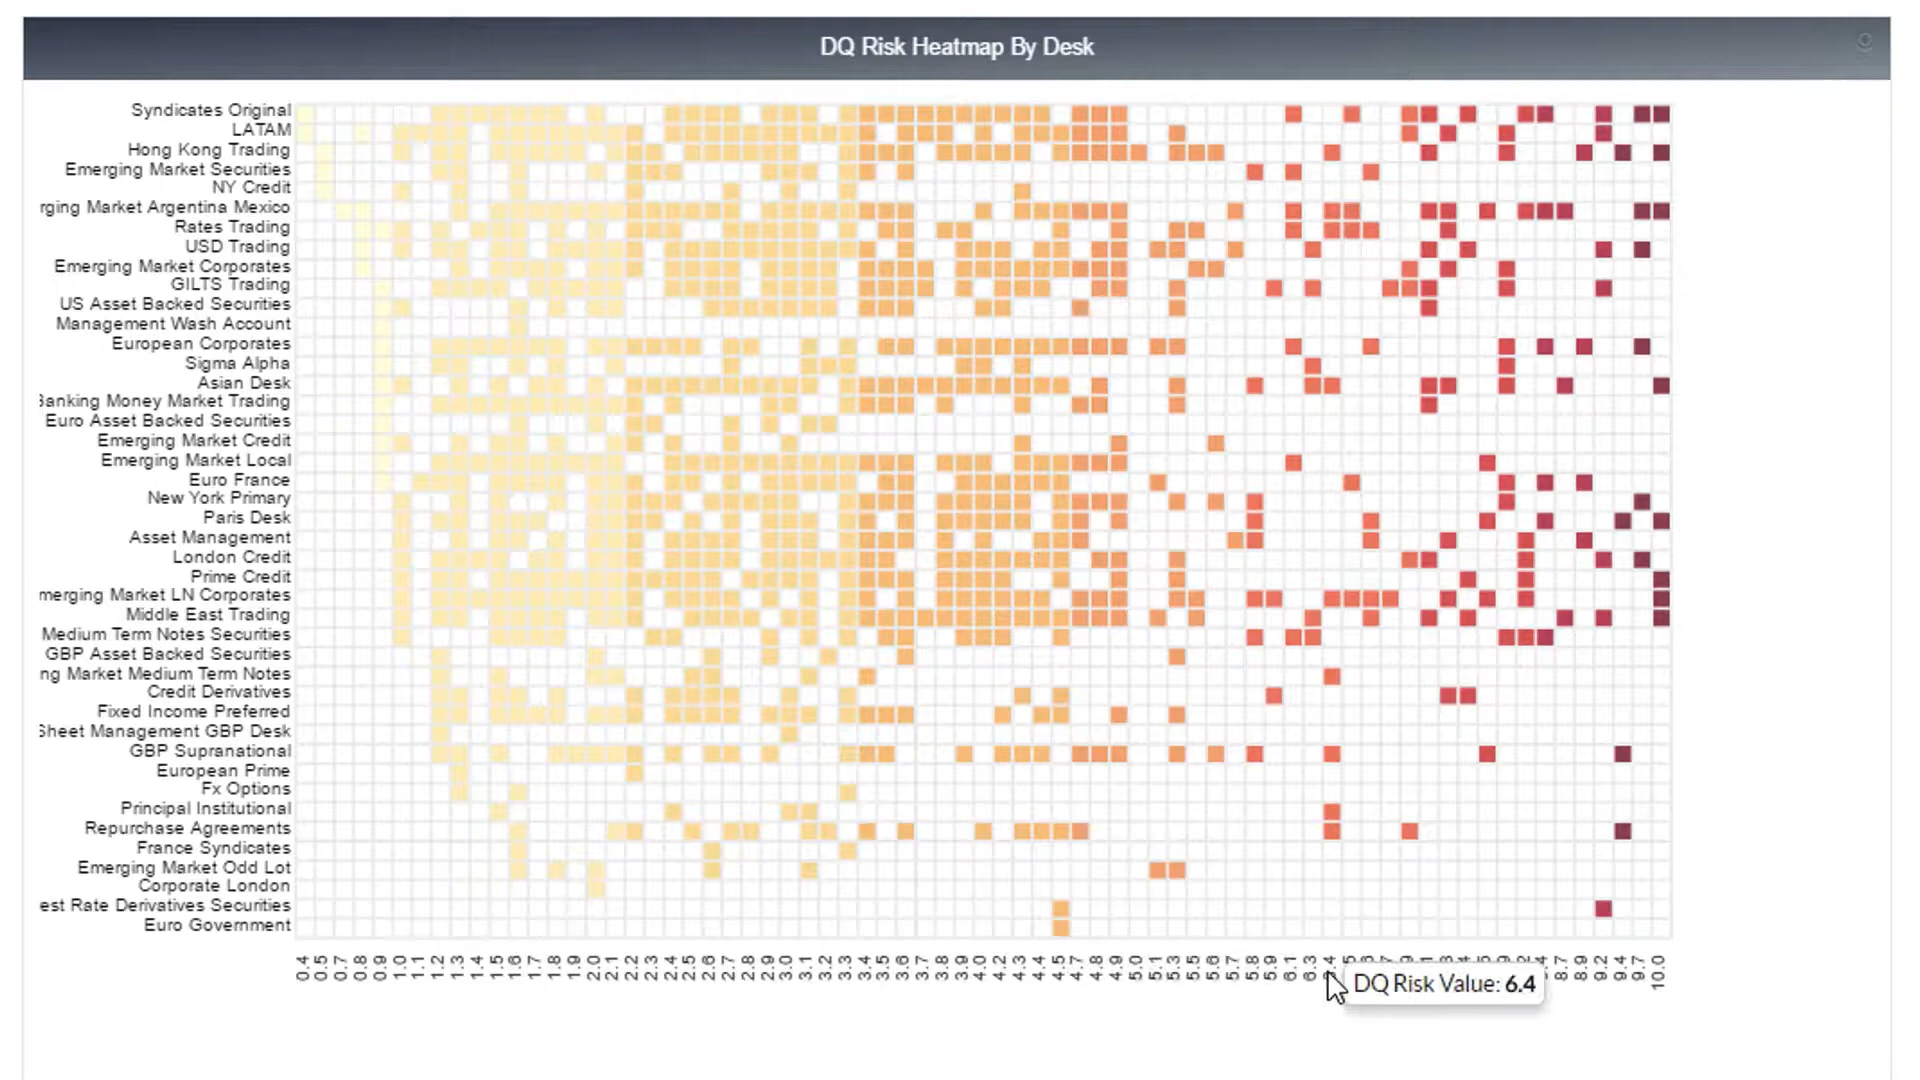 DQ Risk Heatmap By Desk
Syndicates Original
LATAM
Hong Kong Trading
Emerging Market Securities
NY Credit
rging Market Argentina Mexico
Rates Trading
USD Trading
Emerging Market Corporates
GILTS Trading
US Asset Backed Securities
Management Wash Account
European Corporates
Sigma Alpha
Asian Desk
Banking Money Market Trading
Euro Asset Backed Securities
Emerging Market Credit
Emerging Market Local
Euro France
New York Primary
Paris Desk
Asset Management
London Credit
Prime Credit
merging Market LN Corporates
Middle East Trading
Medium Term Notes Securities
GBP Asset Backed Securities
ng Market Medium Term Notes
Credit Derivatives
Fixed Income Preferred
Sheet Management GBP Desk
GBP Supranational
European Prime
Fx Options
Principal Institutional
Repurchase Agreements
France Syndicates
Emerging Market Odd Lot
Corporate London
est Rate Derivatives Securities
Euro Government
0.4 0.5 0.7 0.8 0.9 1.0 1.1 1.2 1.3 1.4 1.5 1.6 1.7 1.8 1.9 2.0 2.1 2.2 2.3 2.4 2.5 2.6 2.7 2.8 2.9 3.0 3.1 3.2 3.3 3.4 3.5 3.6 3.7 3.8 3.9 4.0 4.2 4.3 4.4 4.5 4.7 4.8 4.9 5.0 5.1 5.3 5.5 5.6 5.7 5.8 5.9 6.1 6.3 8.7 8.9 9.2 9.4 9.7 10.0
DQ Risk Value: 6.4